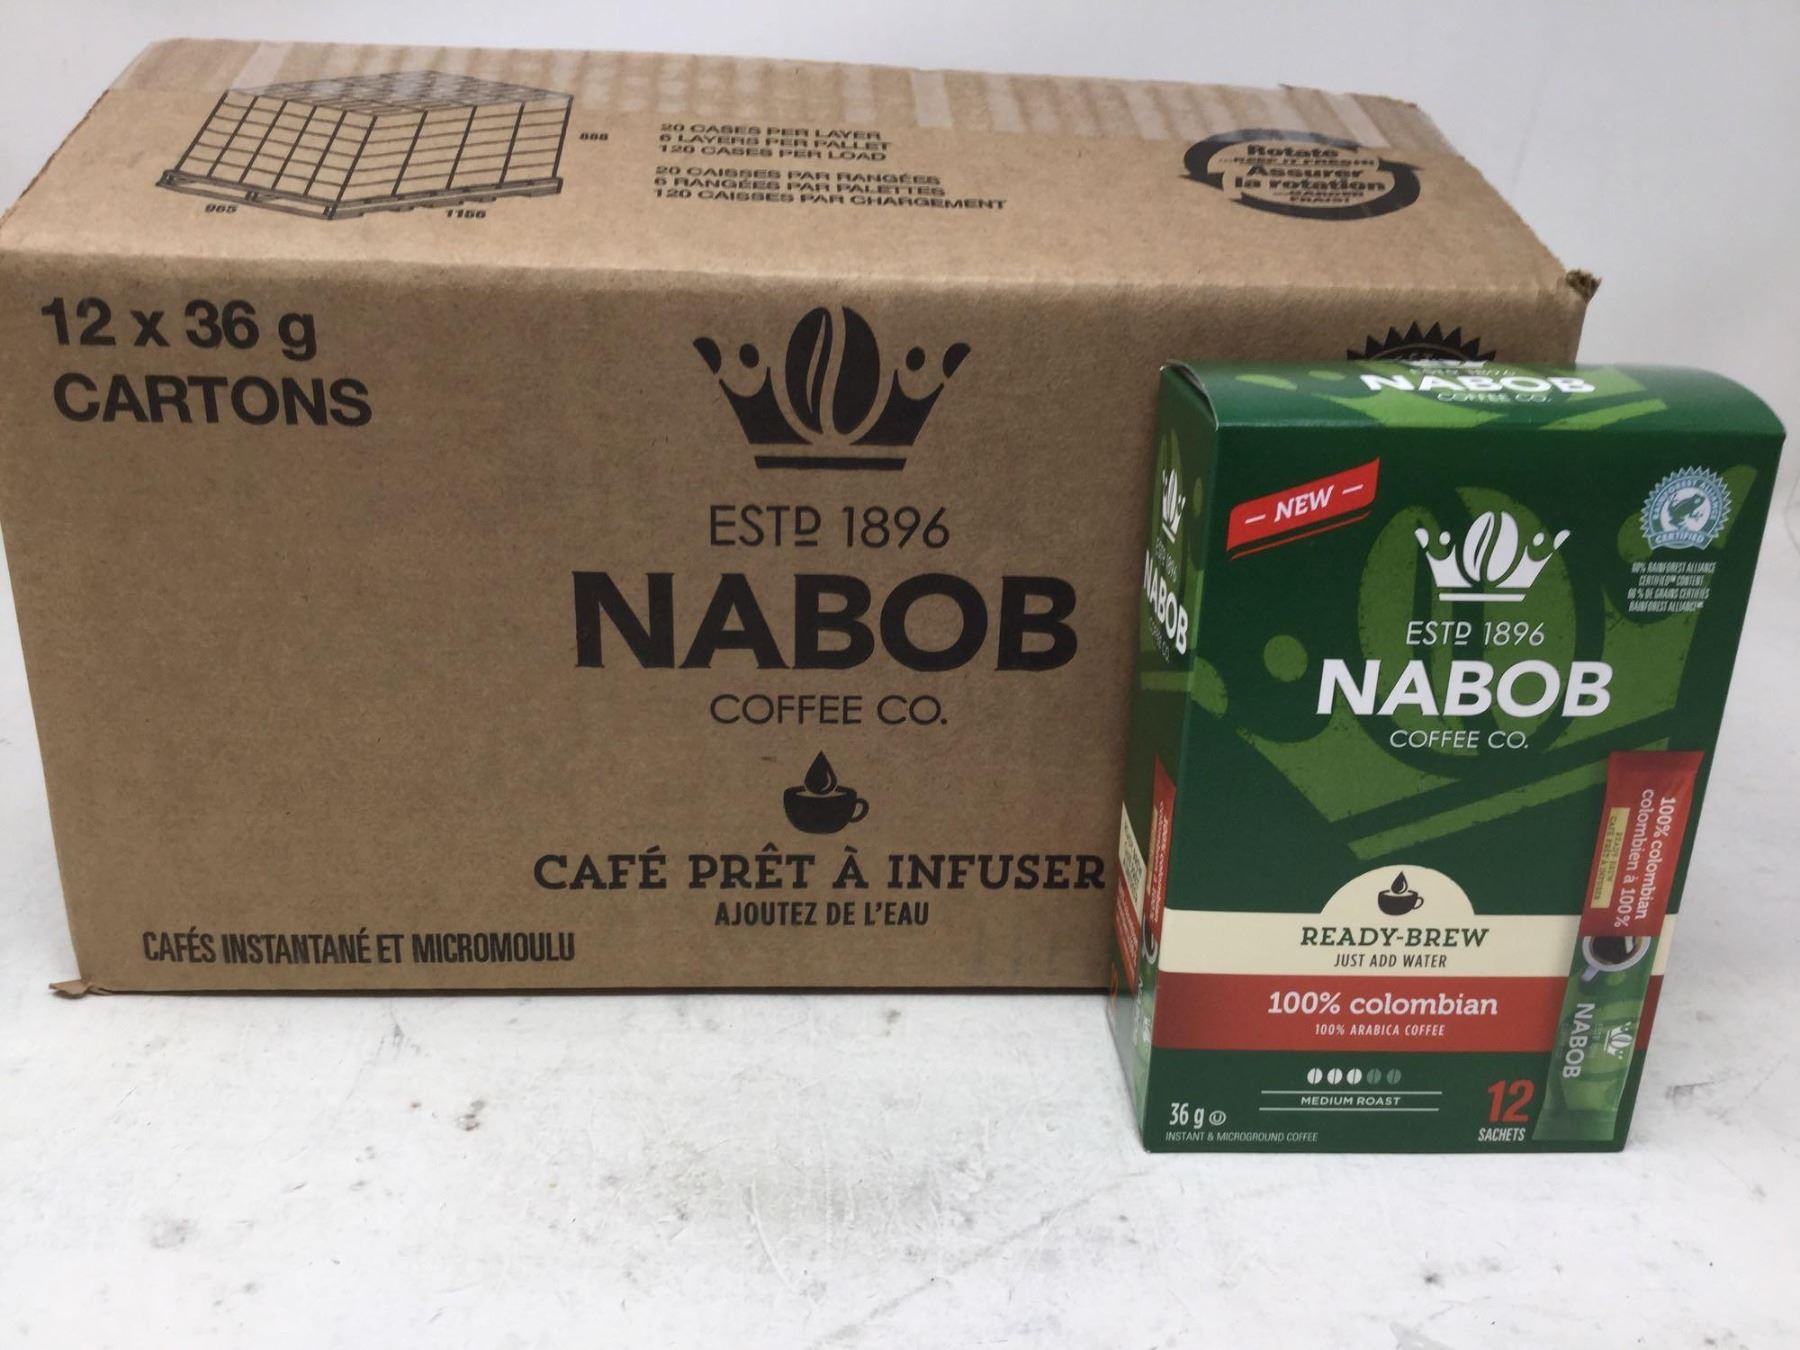 888
965
1156
20 CASES PER LAYER
6 LAYERS PER PALLET
120 CASES PER LOAD
20 CAISSES PAR RANGÉES
6 RANGÉES PAR PALETTES
120 CAISSES PAR CHARGEMENT
Rotate
Assurer
la rotation
12 x 36 g
CARTONS
ESTD 1896
NABOB
COFFEE CO.
CAFÉ PRÊT À INFUSER
AJOUTEZ DE L'EAU
CAFÉS INSTANTANÉ ET MICROMOULU
NABOB
COFFEE CO.
NABOB
— NEW —
RAINFOREST ALLIANCE
CERTIFIED
ESTD 1896
NABOB
COFFEE CO.
100% colombian
colombien à 100%
NABOB
READY-BREW
JUST ADD WATER
100% colombian
100% ARABICA COFFEE
MEDIUM ROAST
36 g U
INSTANT & MICROGROUND COFFEE
12
SACHETS